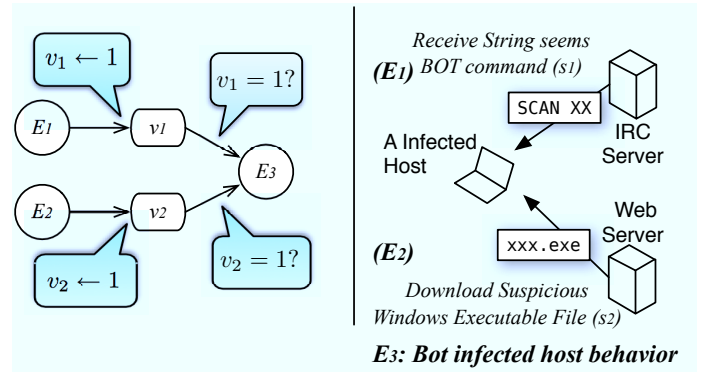 v1 ← 1
v1 = 1?
E1
v1
E3
E2
v2
v2 ← 1
v2 = 1?
Receive String seems
(E1) BOT command (s1)
SCAN XX
IRC
Server
A Infected
Host
Web
Server
xxx.exe
(E2)
Download Suspicious
Windows Executable File (s2)
E3: Bot infected host behavior